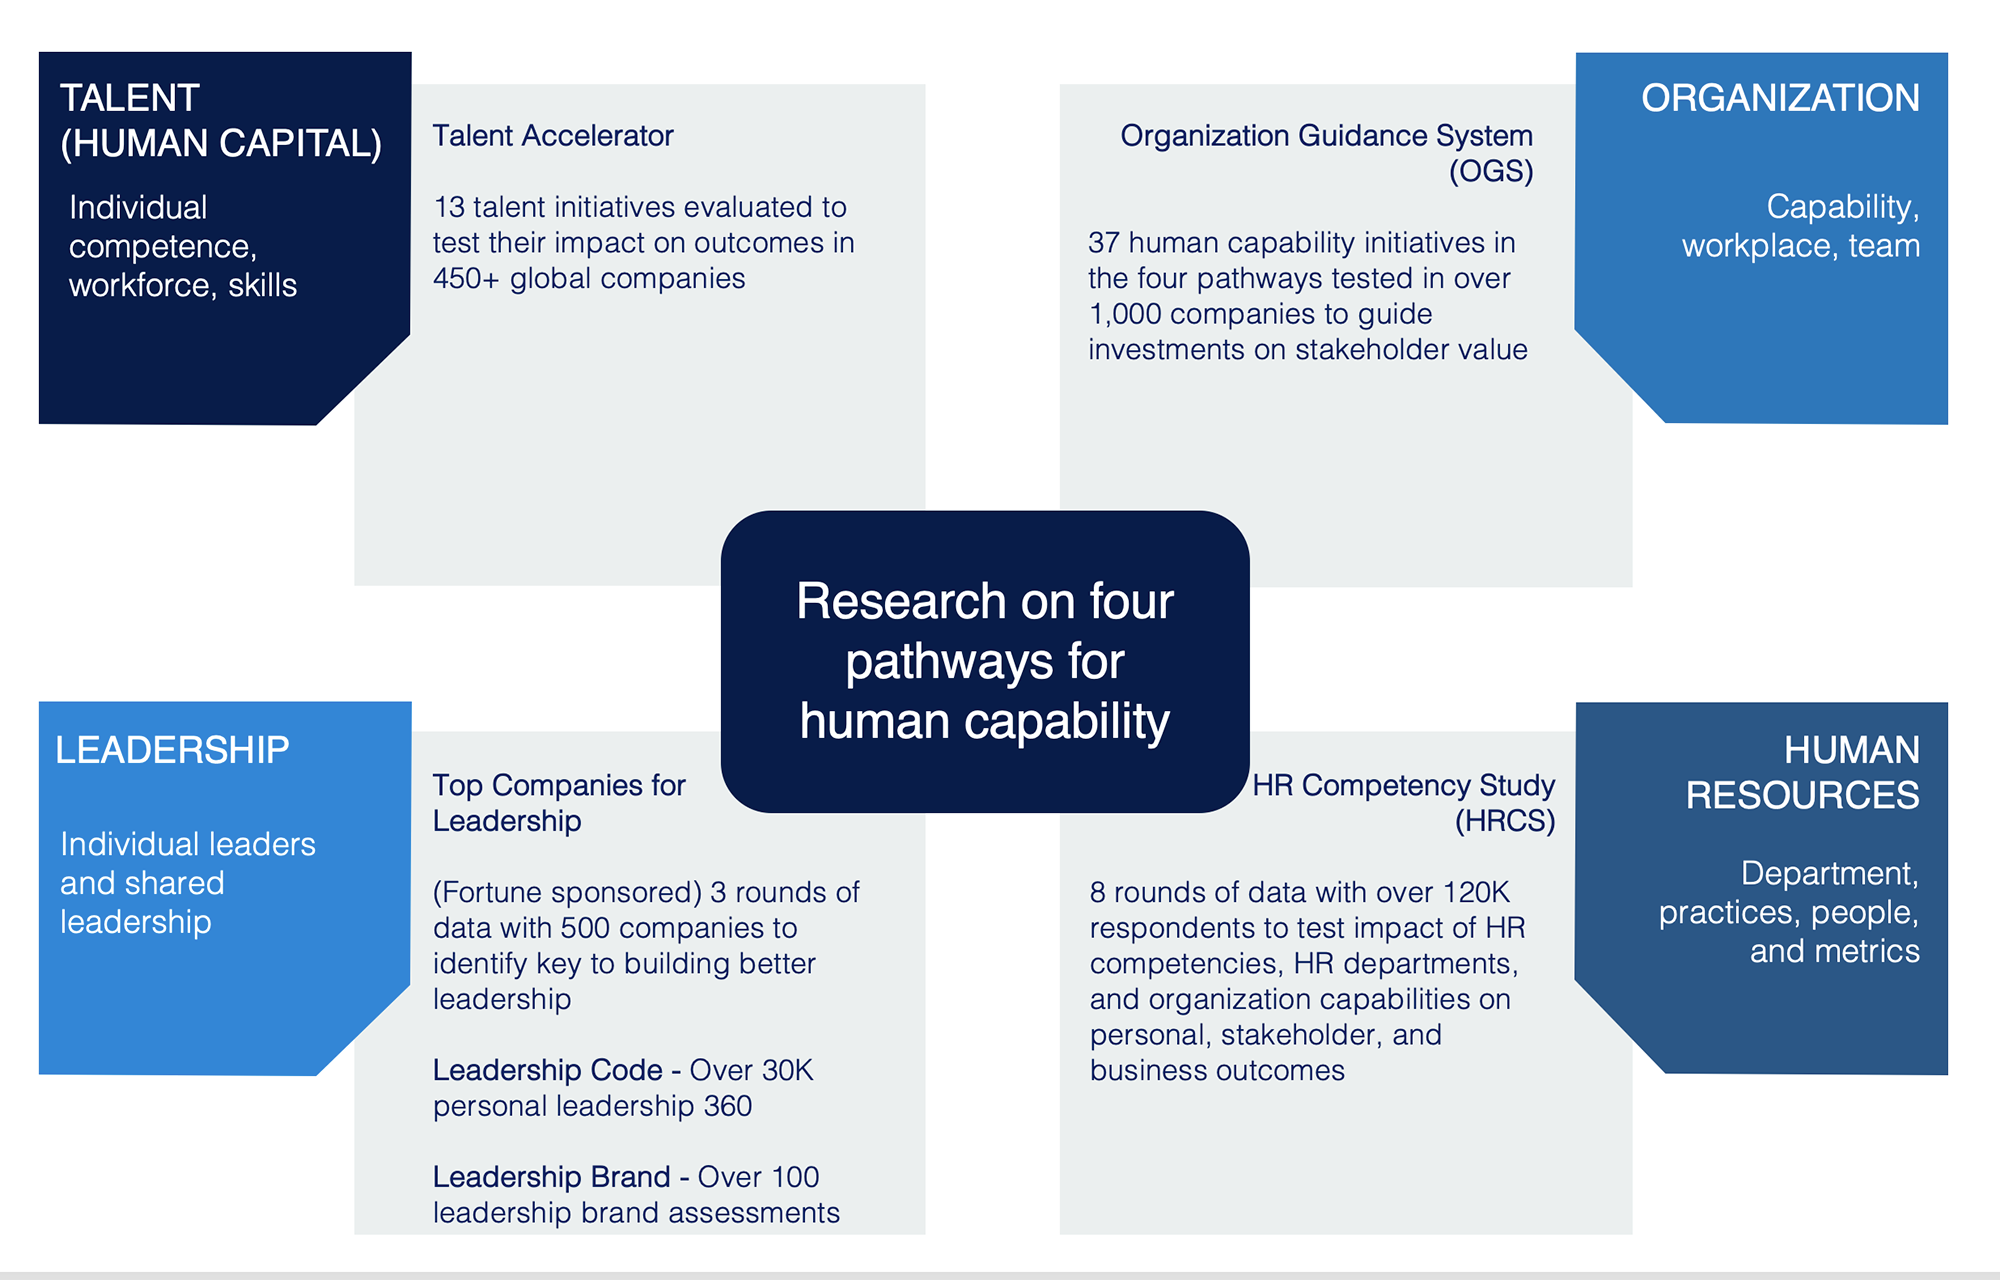 TALENT
(HUMAN CAPITAL)
Individual
competence,
workforce, skills
Talent Accelerator
13 talent initiatives evaluated to
test their impact on outcomes in
450+ global companies
Organization Guidance System
(OGS)
37 human capability initiatives in
the four pathways tested in over
1,000 companies to guide
investments on stakeholder value
ORGANIZATION
Capability,
workplace, team
Research on four
pathways for
human capability
LEADERSHIP
Individual leaders
and shared
leadership
Top Companies for
Leadership
(Fortune sponsored) 3 rounds of
data with 500 companies to
identify key to building better
leadership
Leadership Code - Over 30K
personal leadership 360
Leadership Brand - Over 100
leadership brand assessments
HR Competency Study
(HRCS)
8 rounds of data with over 120K
respondents to test impact of HR
competencies, HR departments,
and organization capabilities on
personal, stakeholder, and
business outcomes
HUMAN
RESOURCES
Department,
practices, people,
and metrics